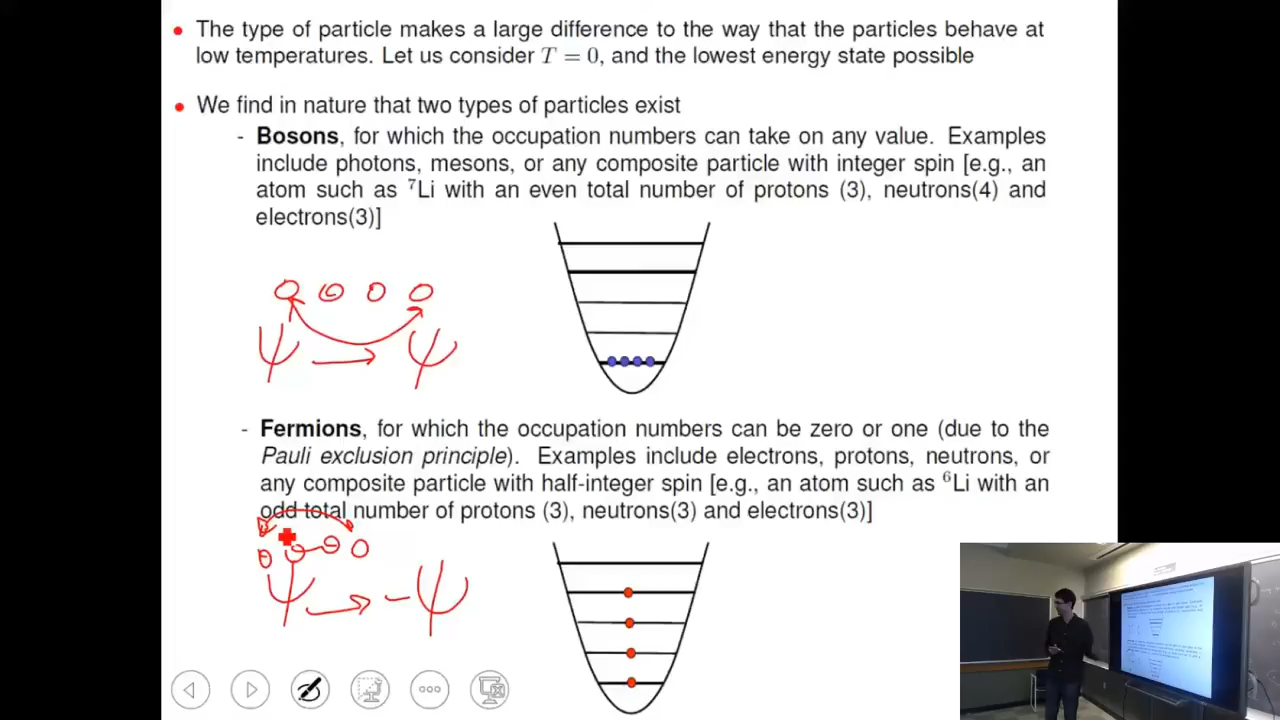 The type of particle makes a large difference to the way that the particles behave at
low temperatures. Let us consider T = 0, and the lowest energy state possible
We find in nature that two types of particles exist
- Bosons, for which the occupation numbers can take on any value. Examples
include photons, mesons, or any composite particle with integer spin [e.g., an
atom such as ⁷Li with an even total number of protons (3), neutrons(4) and
electrons(3)]
Ψ → Ψ
- Fermions, for which the occupation numbers can be zero or one (due to the
Pauli exclusion principle). Examples include electrons, protons, neutrons, or
any composite particle with half-integer spin [e.g., an atom such as ⁶Li with an
odd total number of protons (3), neutrons(3) and electrons(3)]
Ψ → -Ψ